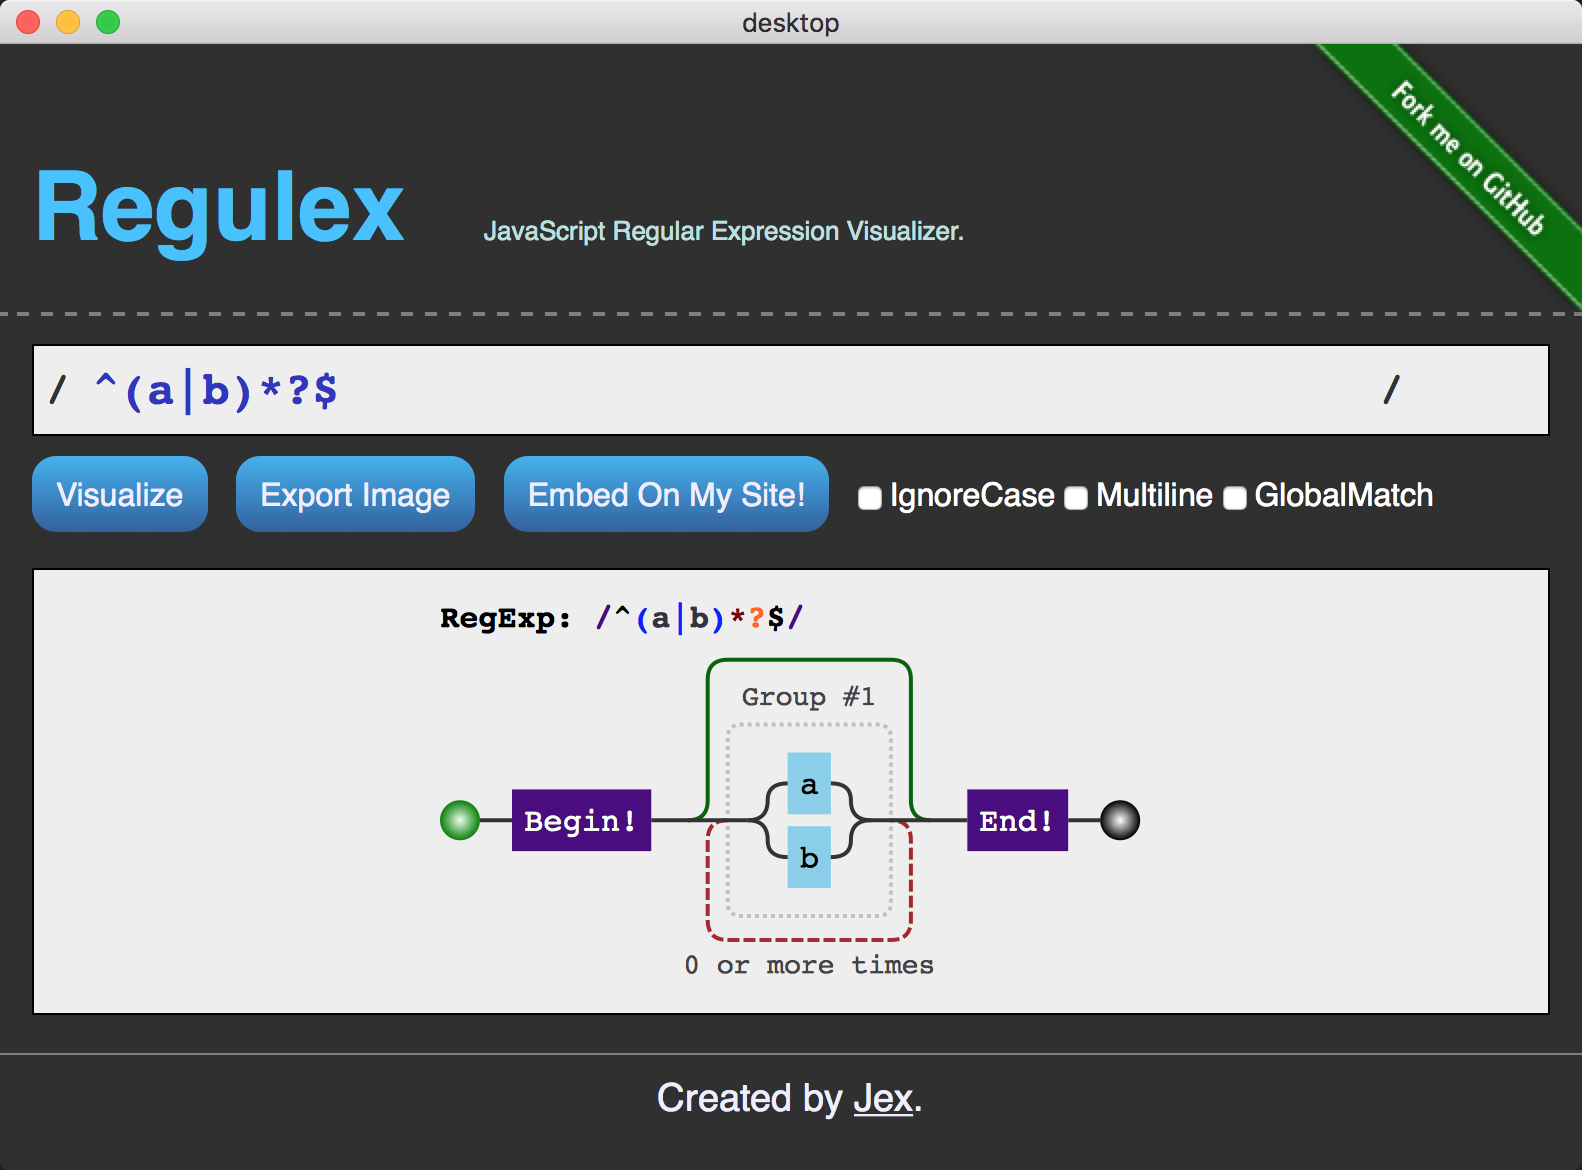 desktop
Fork me on GitHub
Regulex
JavaScript Regular Expression Visualizer.
/ ^(a|b)*?$ /
Visualize Export Image Embed On My Site! IgnoreCase Multiline GlobalMatch
RegExp: /^(a|b)*?$/
Group #1
a
Begin! End!
b
0 or more times
Created by Jex.